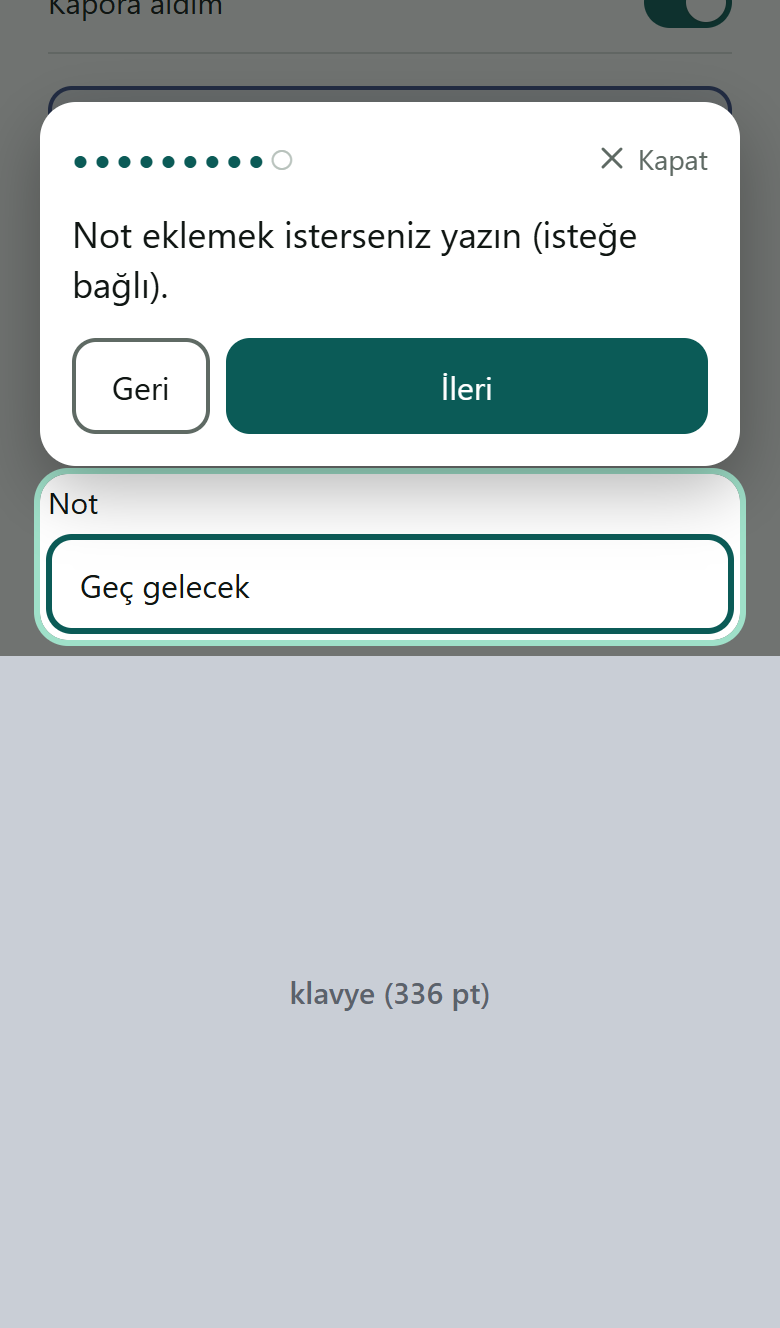 Kapora aldım
Kapat
Not eklemek isterseniz yazın (isteğe
bağlı).
Geri
İleri
Not
Geç gelecek
klavye (336 pt)